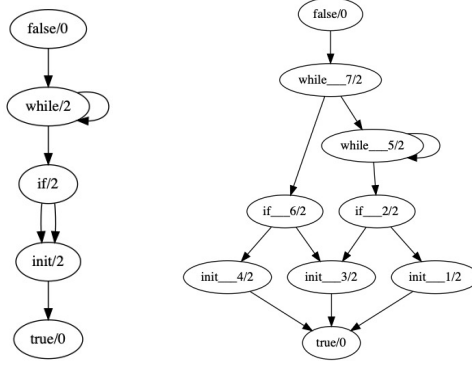 false/0
while/2
if/2
init/2
true/0
false/0
while___7/2
while___5/2
if___6/2
if___2/2
init___4/2
init___3/2
init___1/2
true/0